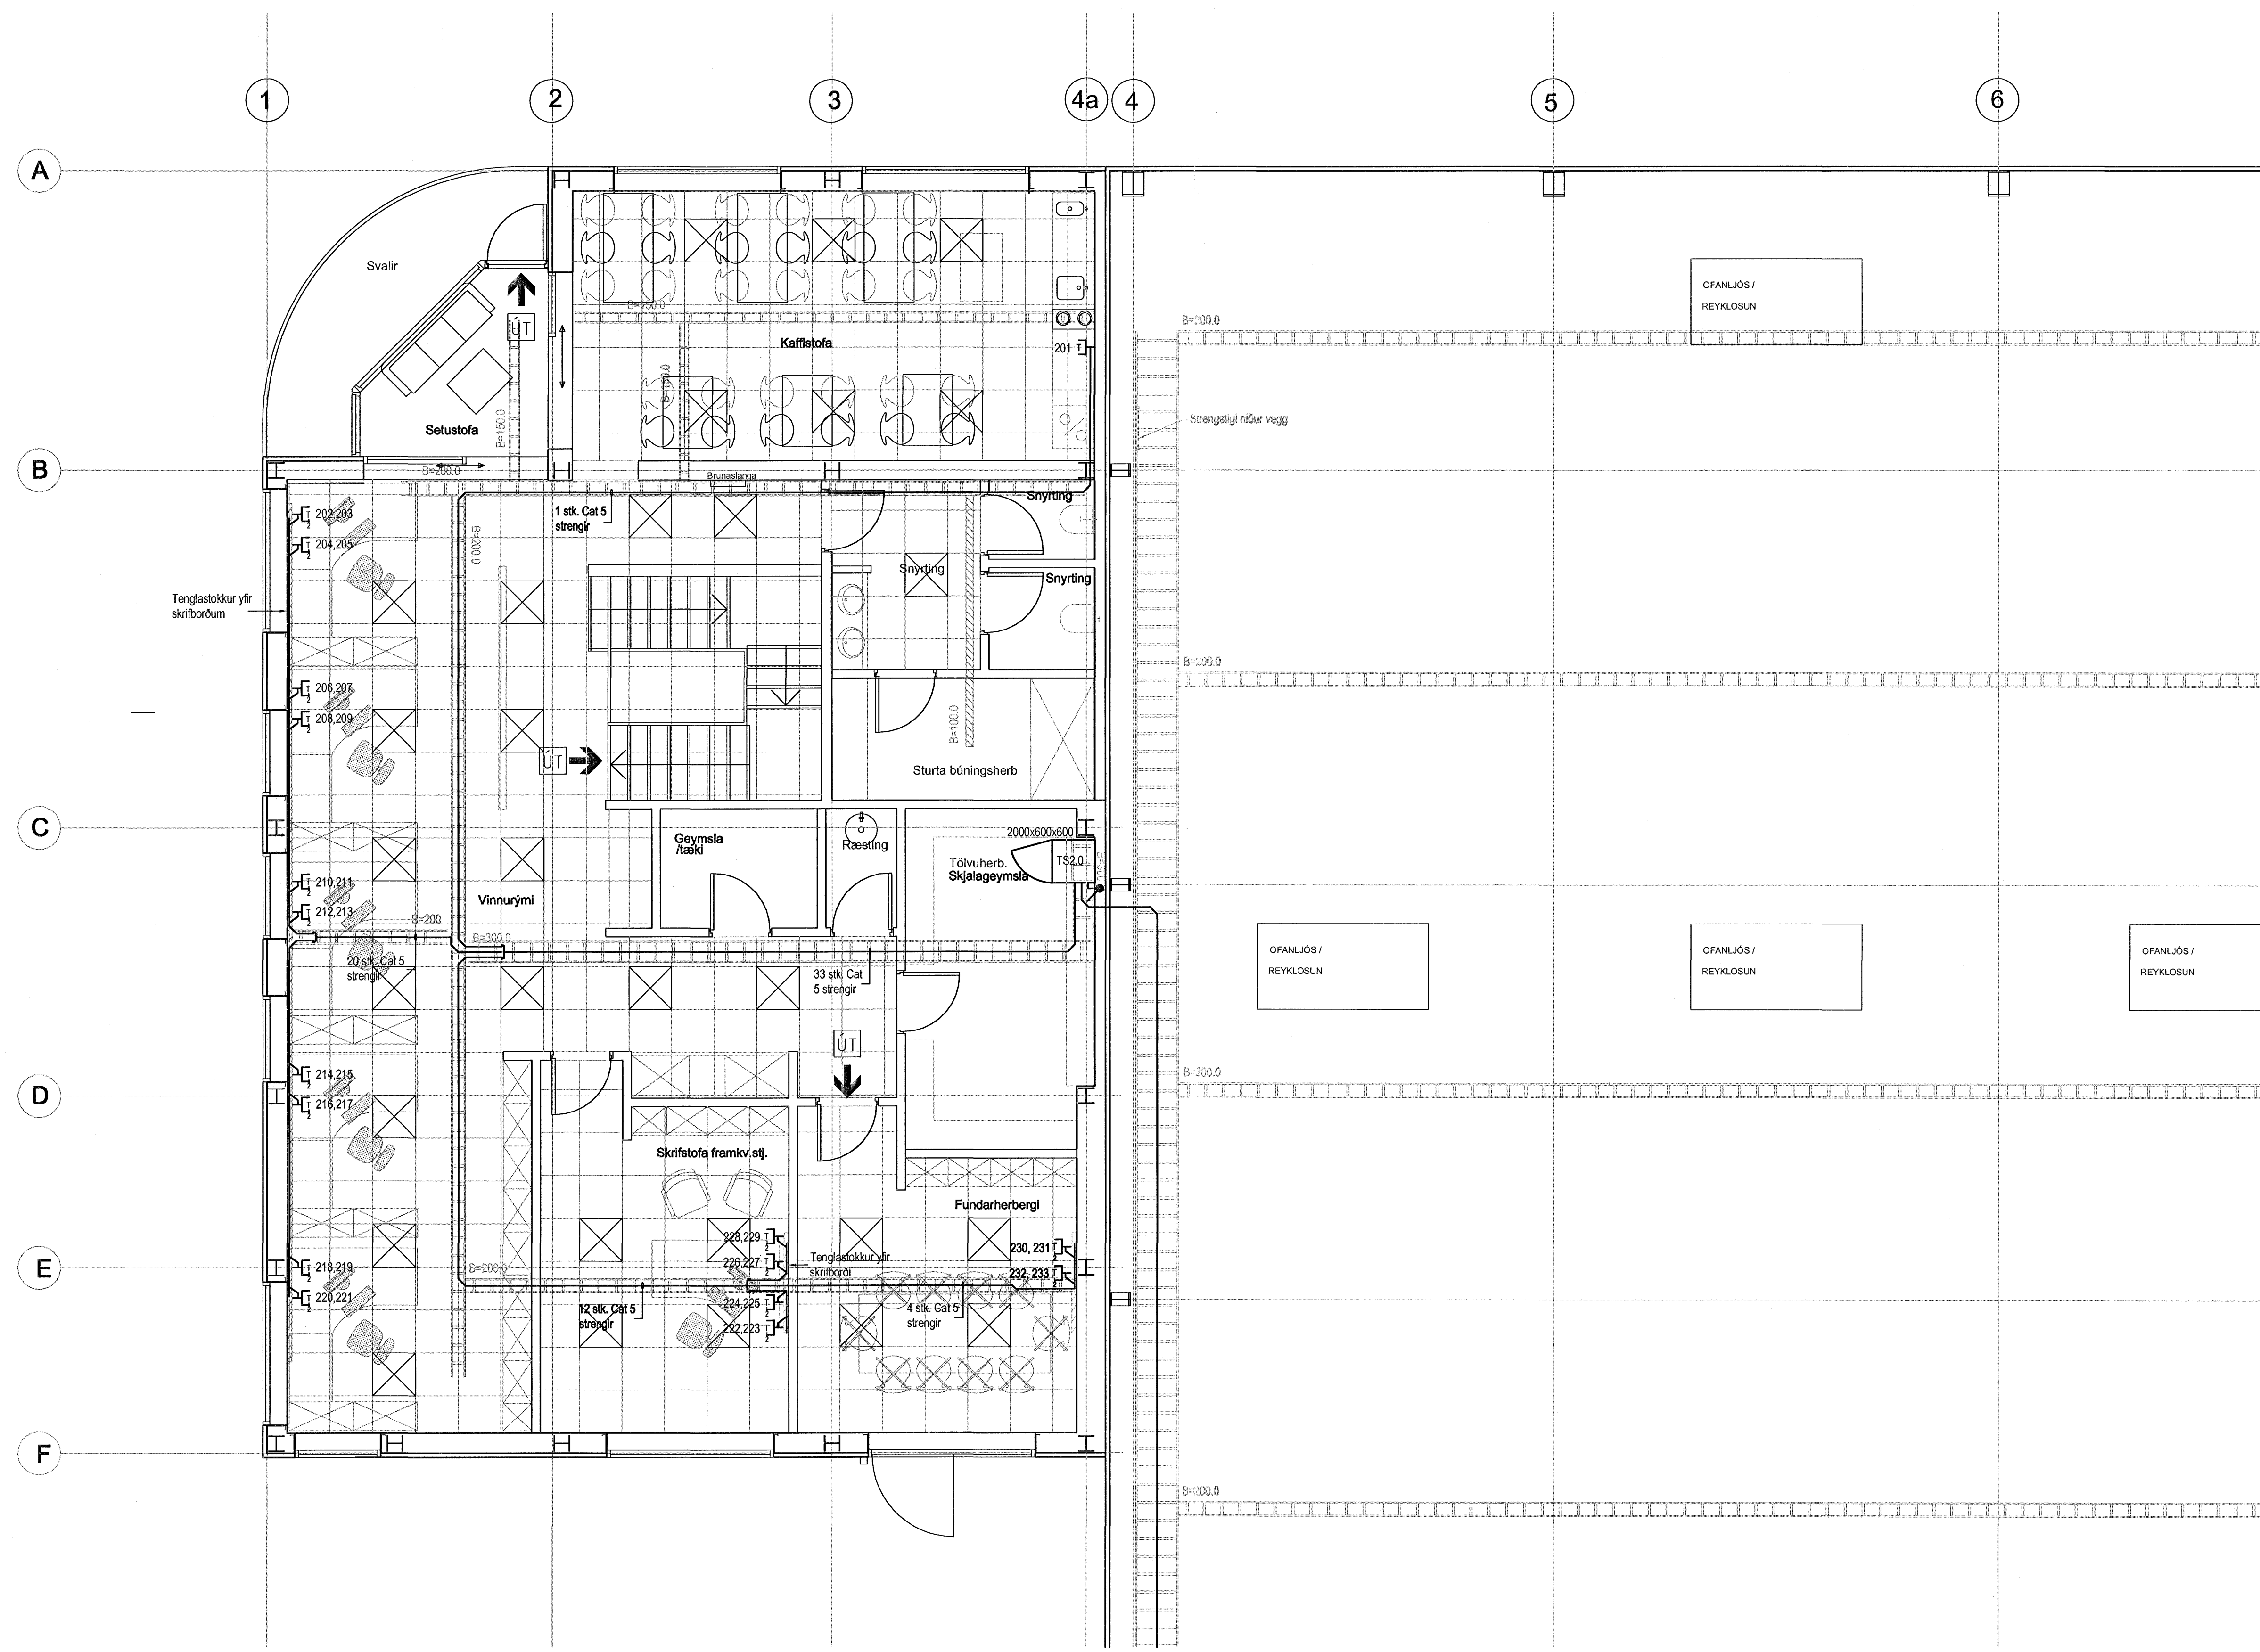 1
2
3
4a
4
5
6
A
Svalir
OFANLJÓS /
REYKLOSUN
B=150.0
B=200.0
ÚT
Kaffistofa
201 T
B=150.0
Strengstigi niður vegg
B=150.0
Setustofa
B
B=200.0
Brunaslanga
Snyrting
202,203
1 stk. Cat 5
strengir
B=200.0
204,205
Snyrting
Snyrting
Tenglastokkur yfir
skrifborðum
B=200.0
206,207
208,209
B=100.0
ÚT
Sturta búningsherb
C
2000x600x600
Geymsla
/tæki
Ræsting
Tölvuherb.
Skjalageymsla
TS2.0
210,211
Vinnurými
212,213
B=200
B=300.0
OFANLJÓS /
REYKLOSUN
OFANLJÓS /
REYKLOSUN
OFANLJÓS /
REYKLOSUN
20 stk. Cat 5
strengir
33 stk. Cat
5 strengir
ÚT
214,215
B=200.0
D
216,217
Skrifstofa framkv.stj.
Fundarherbergi
228,229
230, 231
Tenglastokkur yfir
skrifborði
226,227
E
218,219
B=200.0
232, 233
220,221
12 stk. Cat 5
strengir
224,225
4 stk. Cat 5
strengir
222,223
F
B=200.0